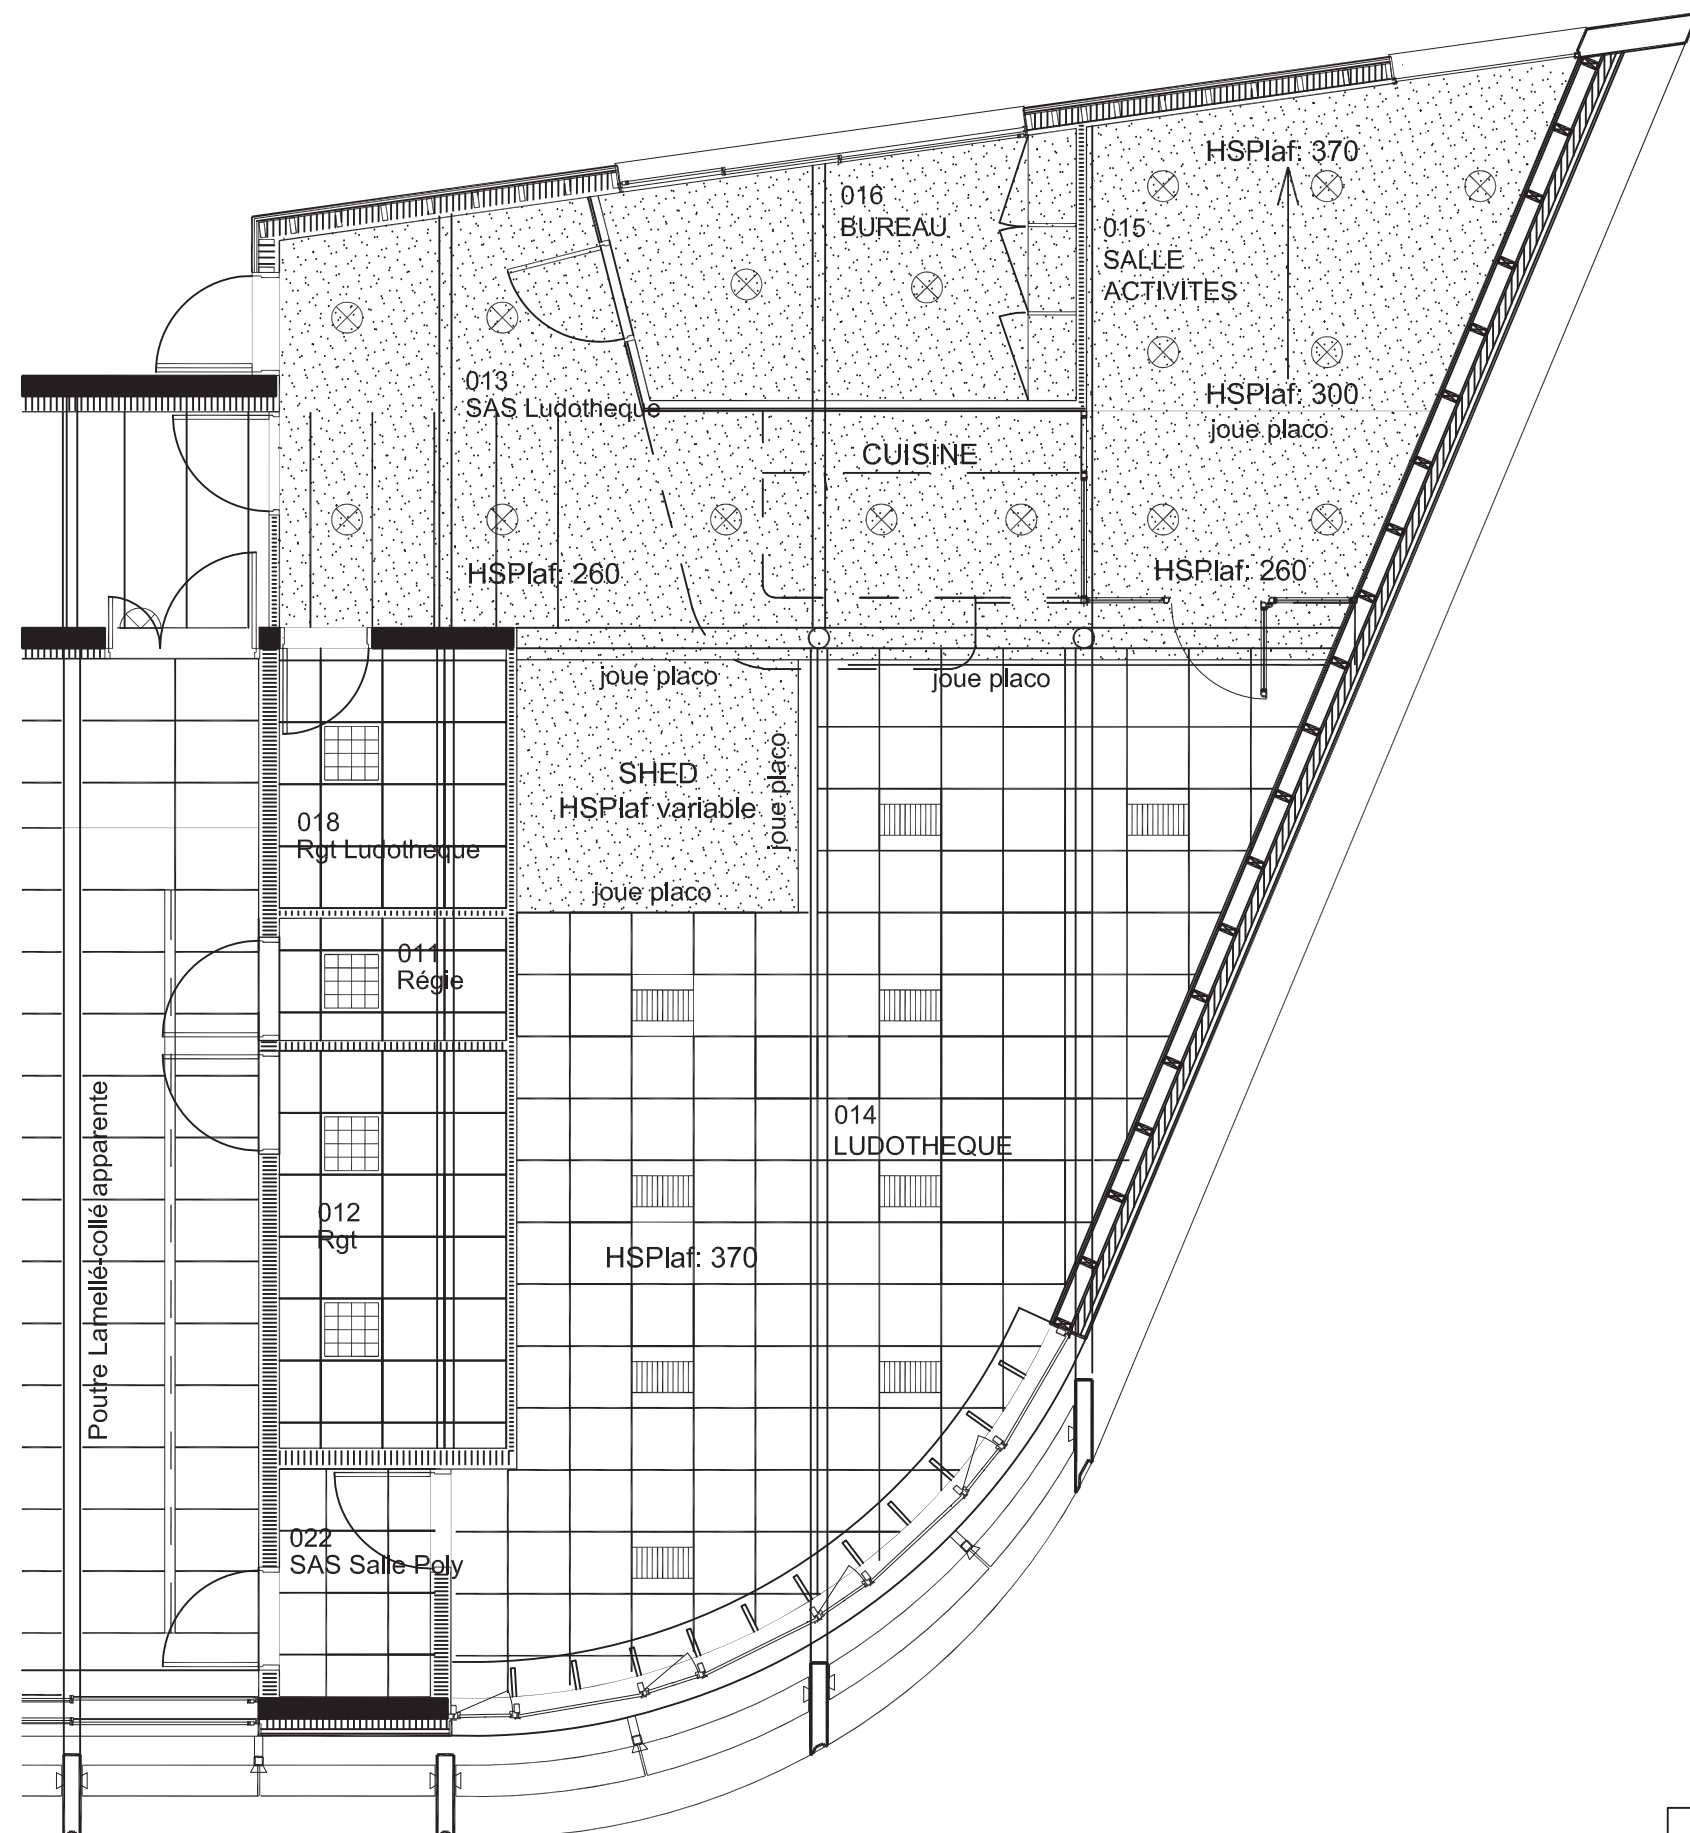 HSPlaf: 370
016
BUREAU
015
SALLE
ACTIVITES
013
SAS Ludotheque
HSPlaf: 300
joue placo
CUISINE
HSPlaf: 260
HSPlaf: 260
joue placo
joue placo
SHED
HSPlaf variable
joue placo
joue placo
018
Rgt Ludotheque
011
Régie
014
LUDOTHEQUE
Poutre Lamellé-collé apparente
012
Rgt
HSPlaf: 370
022
SAS Salle Poly